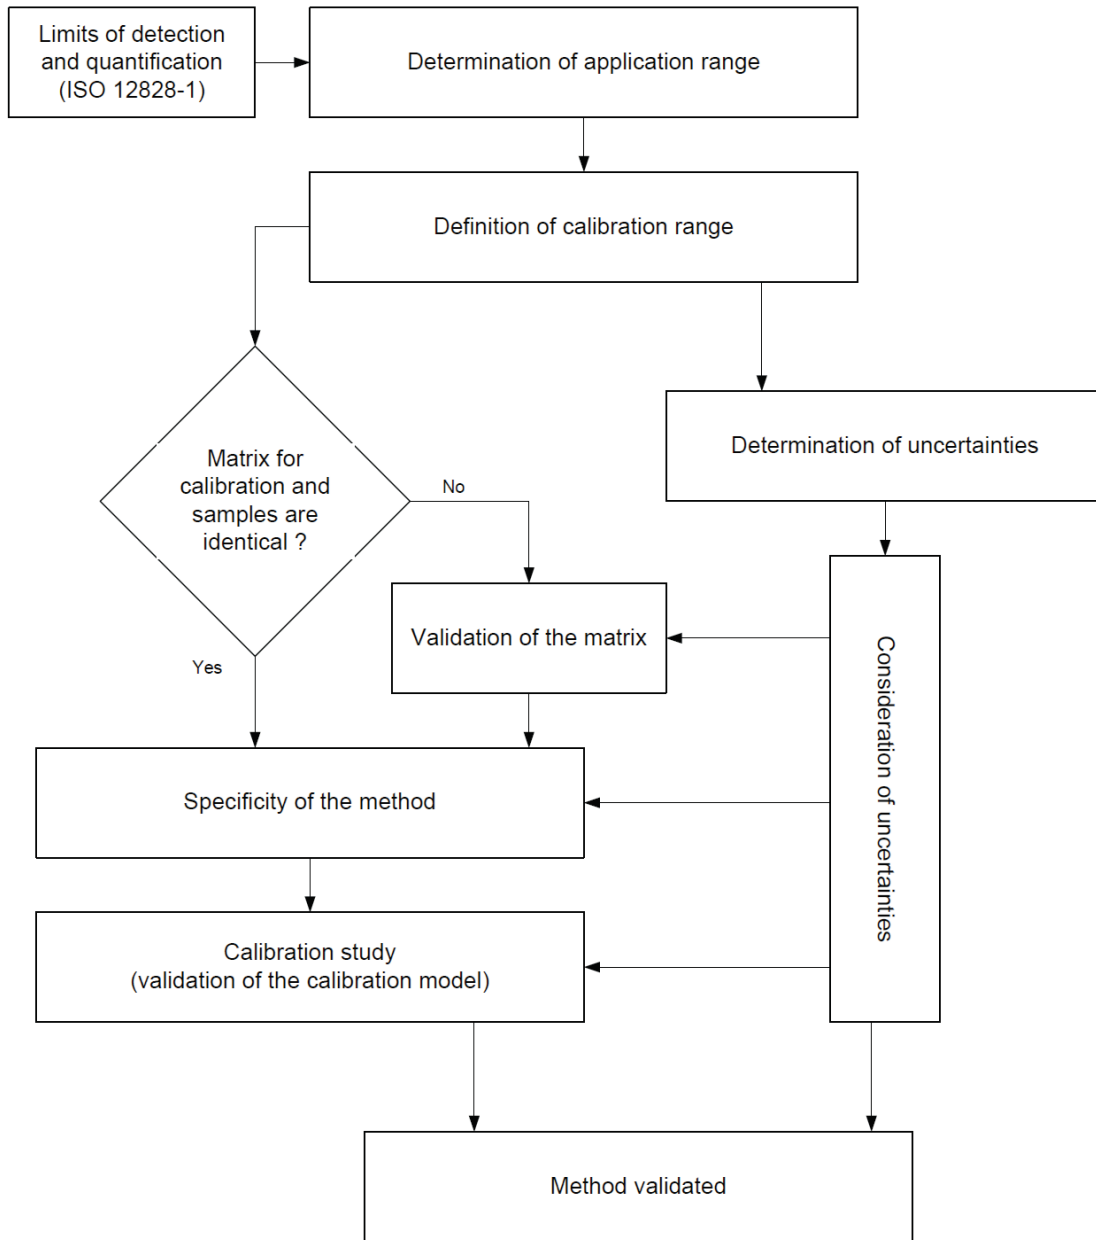 Limits of detection
and quantification
(ISO 12828-1)
Determination of application range
Definition of calibration range
Matrix for
calibration and
samples are
identical ?
No
Yes
Determination of uncertainties
Validation of the matrix
Consideration of uncertainties
Specificity of the method
Calibration study
(validation of the calibration model)
Method validated